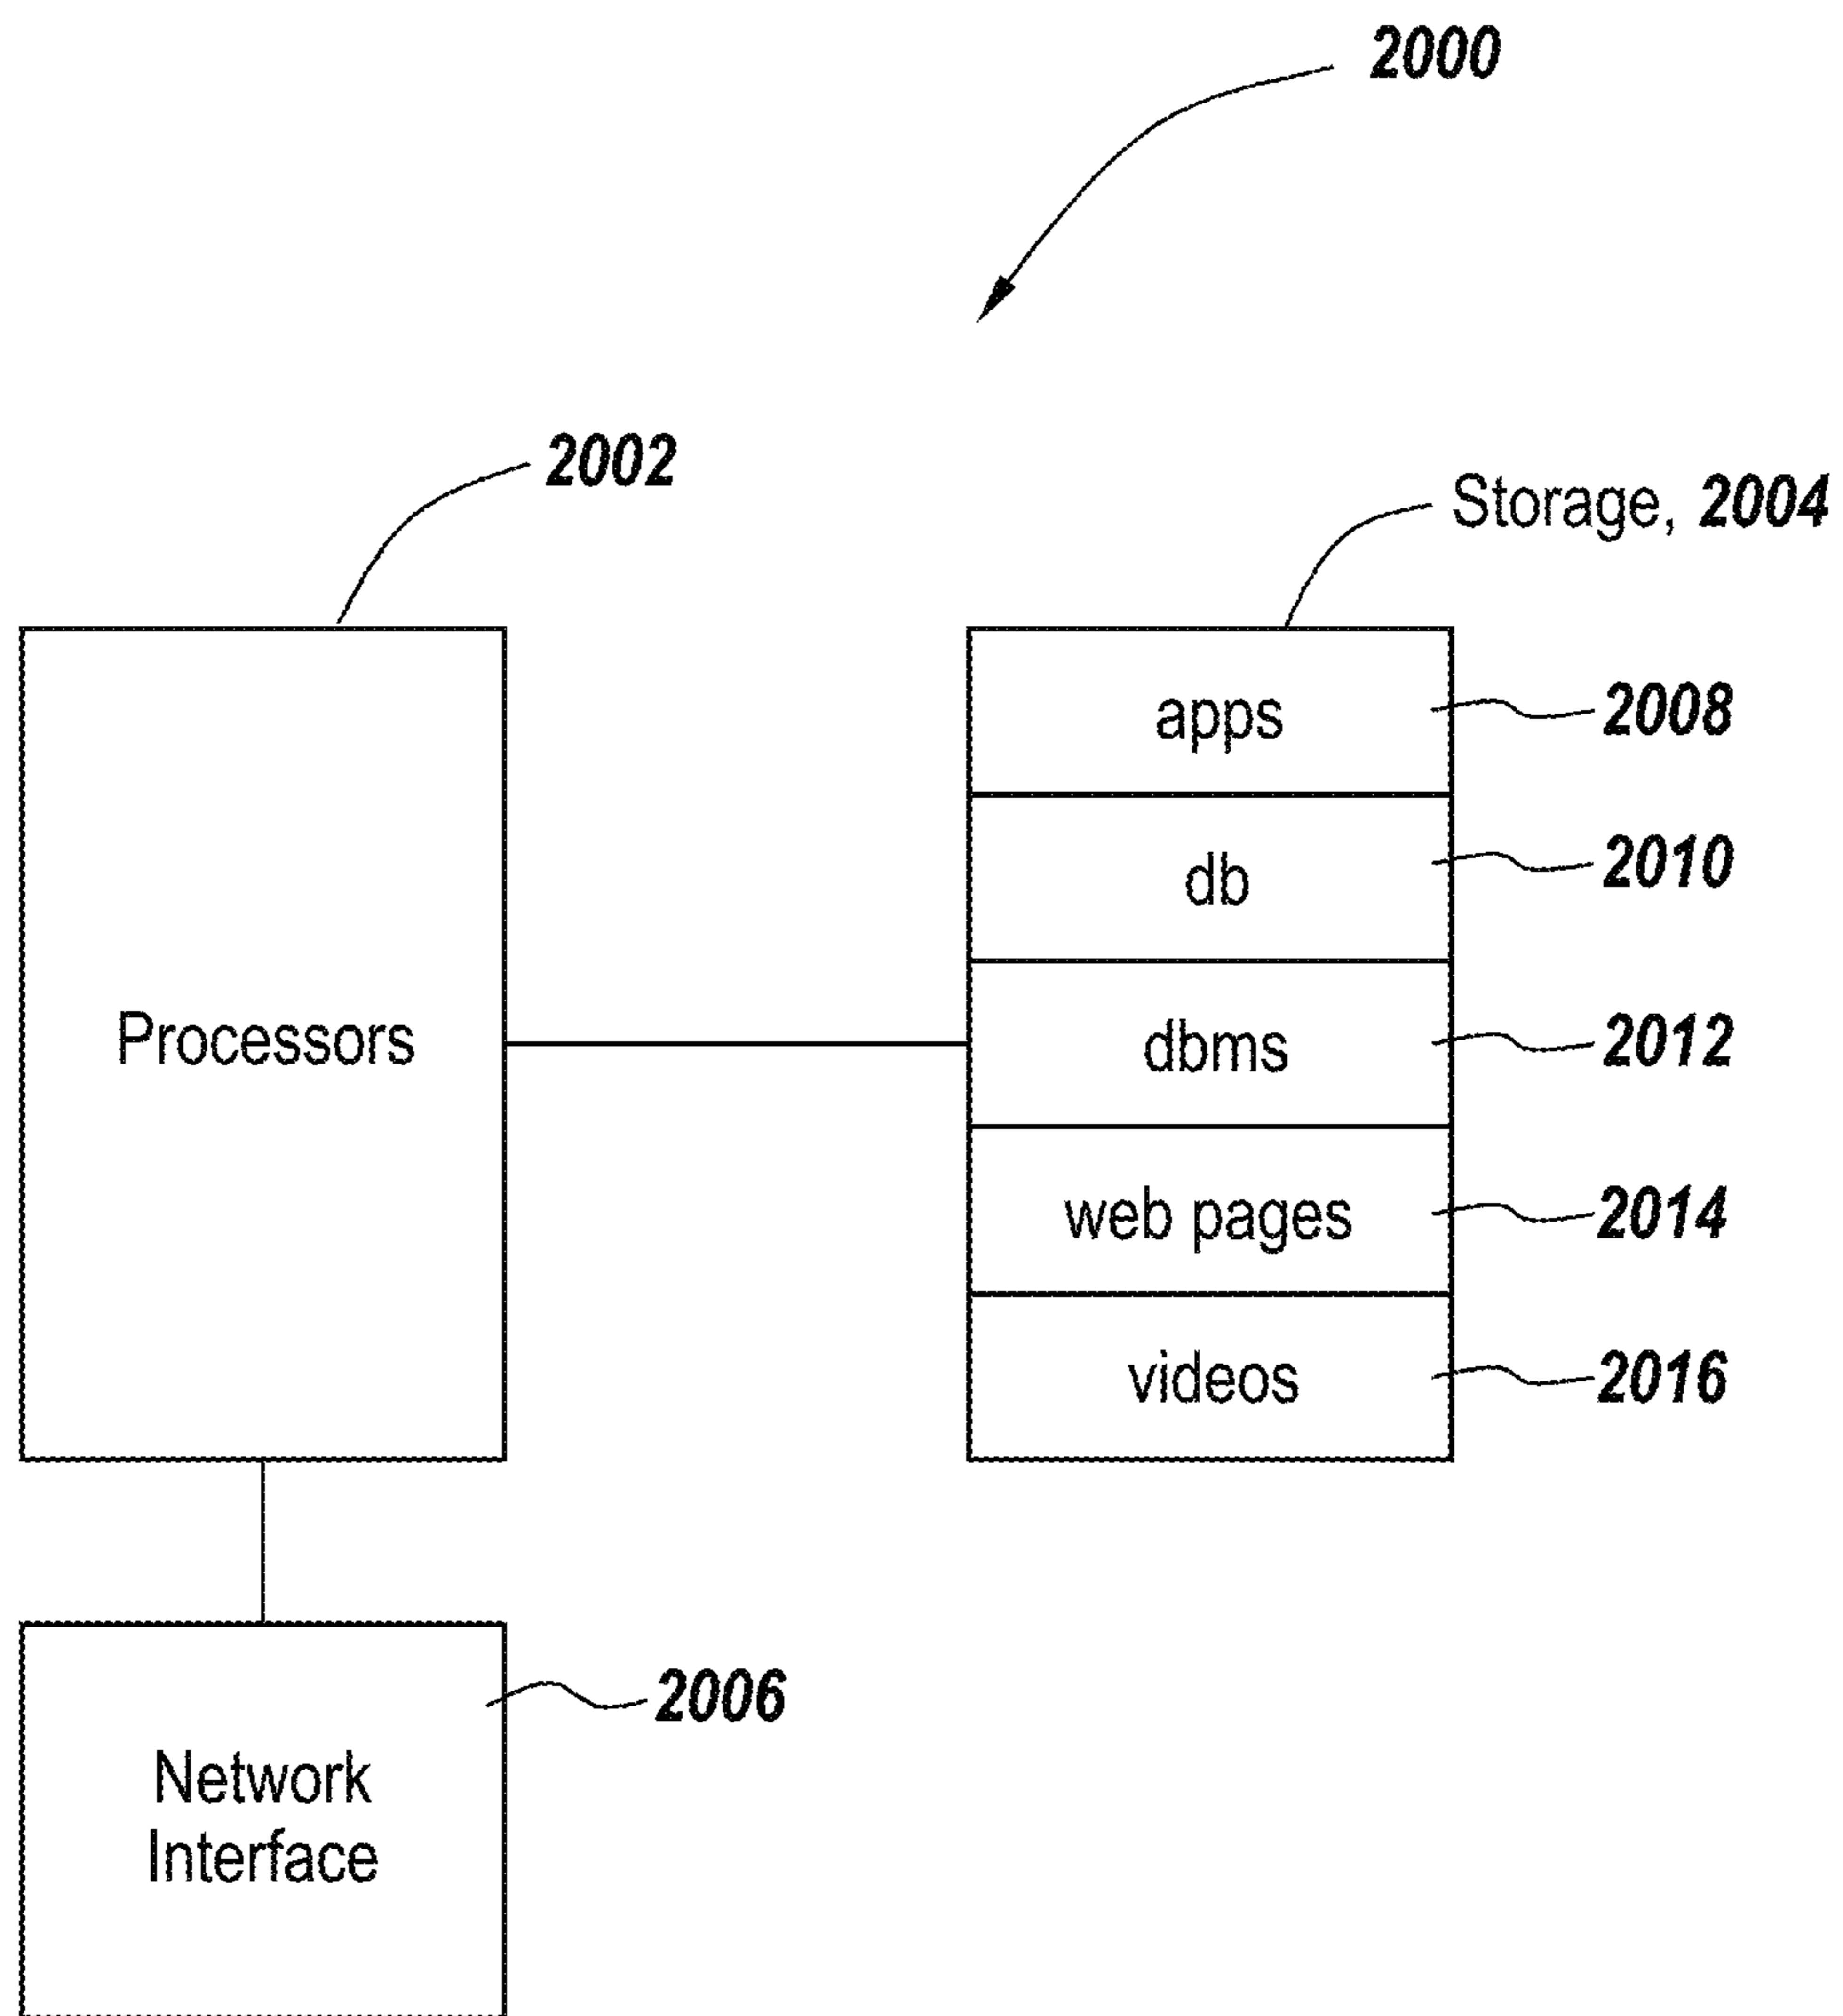 2000
2002
Storage, 2004
apps
2008
db
2010
Processors
dbms
2012
web pages
2014
videos
2016
2006
Network
Interface